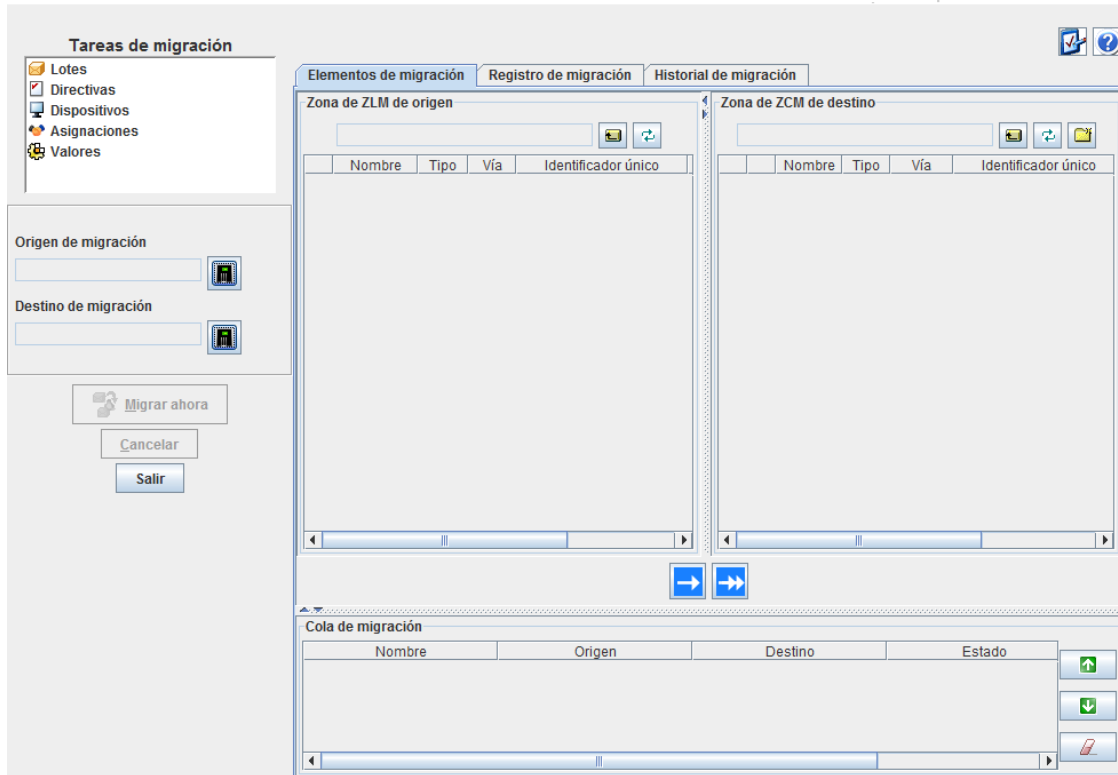 Tareas de migración
Lotes
Directivas
Dispositivos
Asignaciones
Valores
Origen de migración
Destino de migración
Migrar ahora
Cancelar
Salir
Elementos de migración Registro de migración Historial de migración
Zona de ZLM de origen
Nombre Tipo Vía Identificador único
Zona de ZCM de destino
Nombre Tipo Vía Identificador único
Cola de migración
Nombre Origen Destino Estado